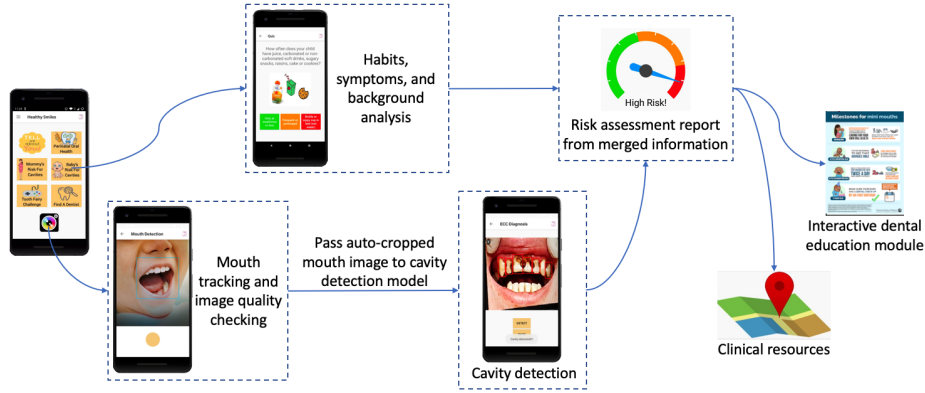 Healthy Smiles
Perinatal Oral
Health
Mommy's
Risk For
Cavities
Baby's
Risk For
Cavities
Tooth Fairy
Challenge
Find A Dentist
Quiz
How often does your child
have juice, carbonated or non
carbonated soft drinks, sugary
snacks, raisins, cake or cookies?
Habits,
symptoms, and
background
analysis
High Risk!
Risk assessment report
from merged information
Milestones for mini mouths
Interactive dental
education module
Mouth Detection
Mouth
tracking and
image quality
checking
Pass auto-cropped
mouth image to cavity
detection model
ECC Diagnosis
DETECT
Cavity detection
Clinical resources